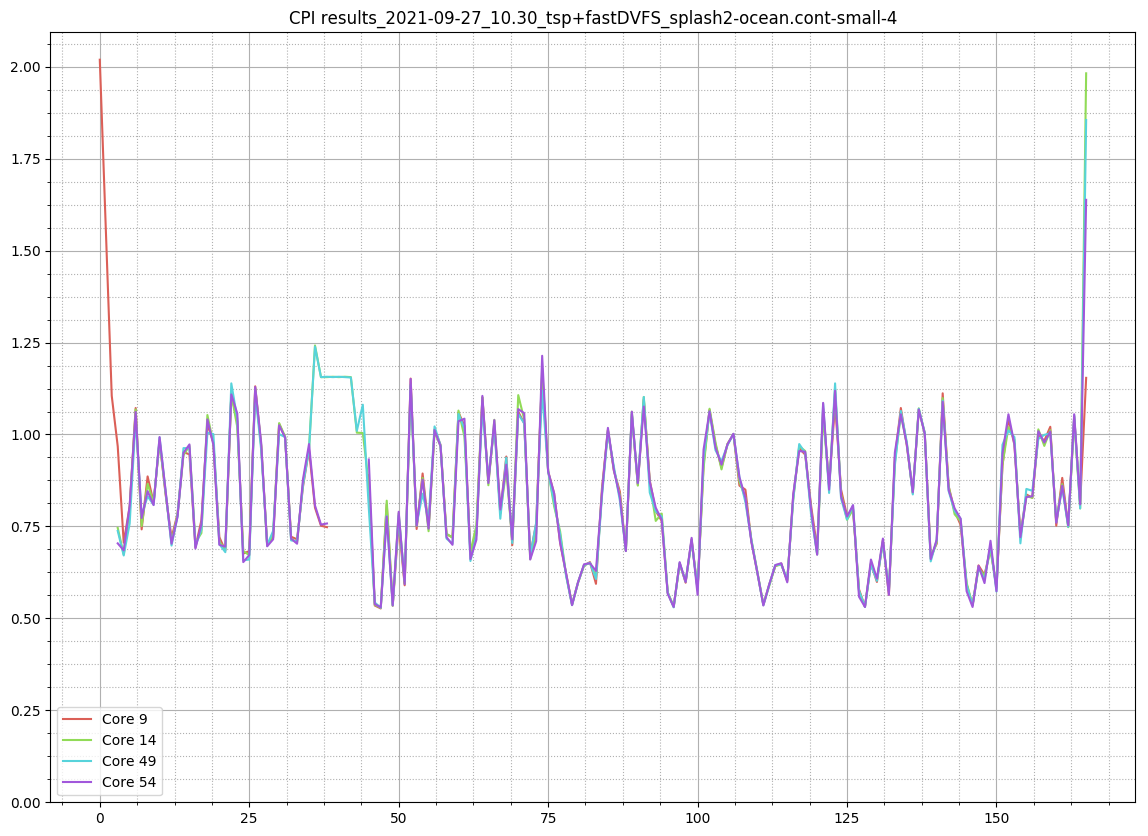 CPI results_2021-09-27_10.30_tsp+fastDVFS_splash2-ocean.cont-small-4
2.00
1.75
1.50
1.25
1.00
0.75
0.50
0.25
0.00
Core 9
Core 14
Core 49
Core 54
0 25 50 75 100 125 150